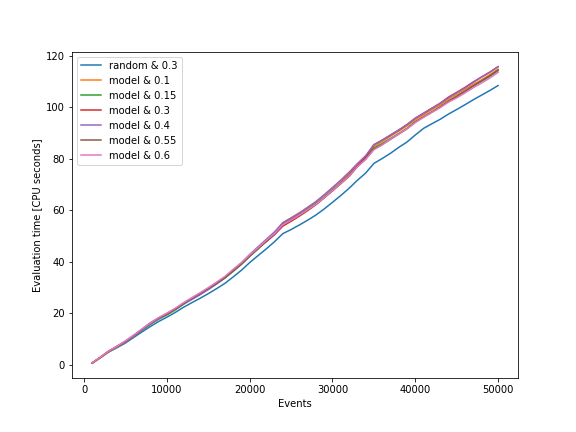 random & 0.3
model & 0.1
model & 0.15
model & 0.3
model & 0.4
model & 0.55
model & 0.6
120
100
80
60
40
20
0
Evaluation time [CPU seconds]
0 10000 20000 30000 40000 50000
Events